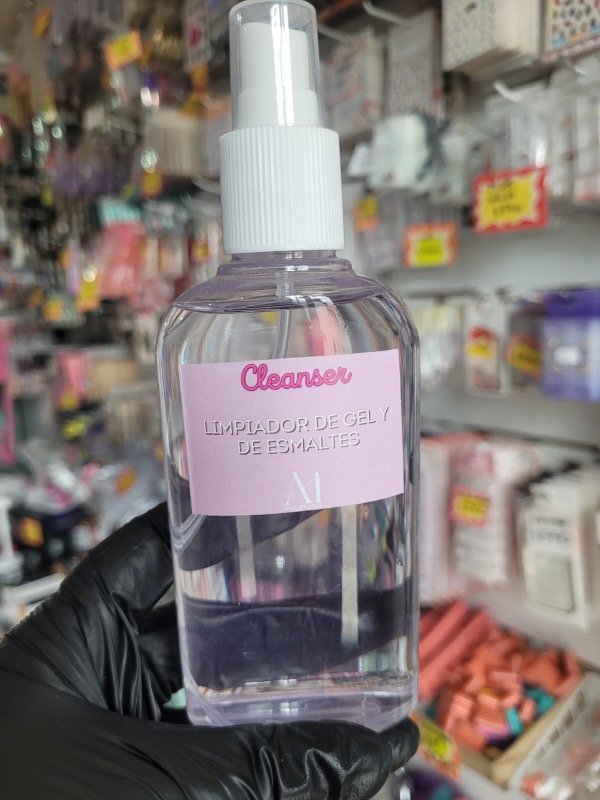 Cleanser
LIMPIADOR DE GEL Y
DE ESMALTES